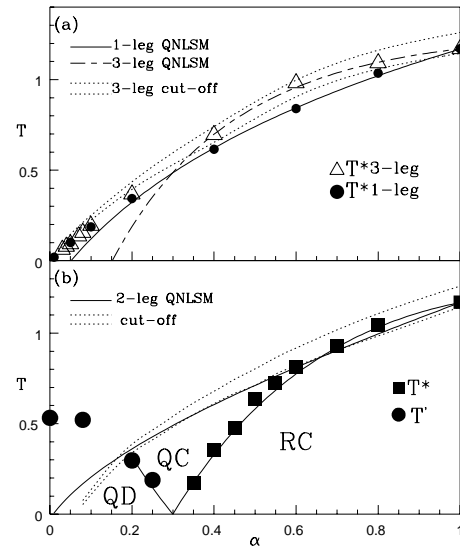 (a)
1-leg QNLSM
3-leg QNLSM
3-leg cut-off
1
T
0.5
T*3-leg
T*1-leg
0
(b)
2-leg QNLSM
cut-off
1
T
T*
T'
0.5
QC
RC
QD
0
0 0.2 0.4 0.6 0.8 1
α